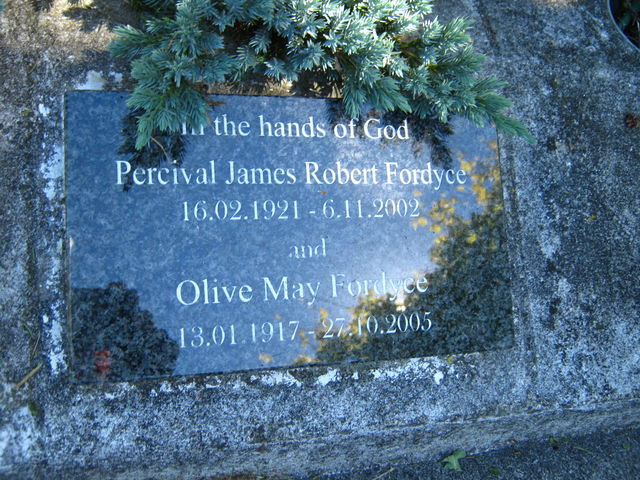 In the hands of God
Percival James Robert Fordyce
16.02.1921 - 6.11.2002
and
Olive May Fordyce
13.01.1917 - 27.10.2005